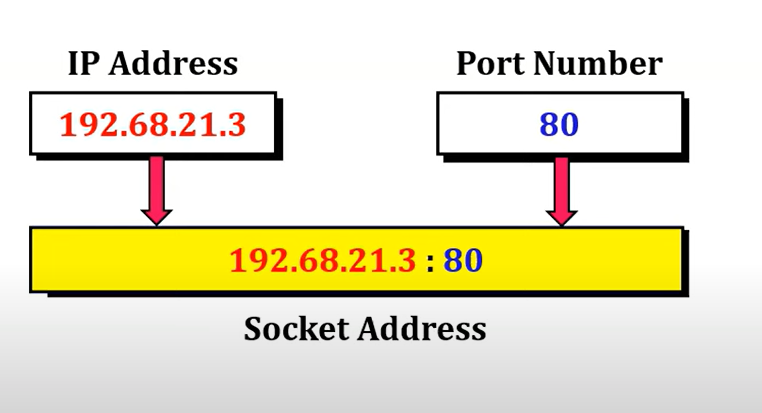 IP Address
Port Number
192.68.21.3
80
192.68.21.3 : 80
Socket Address